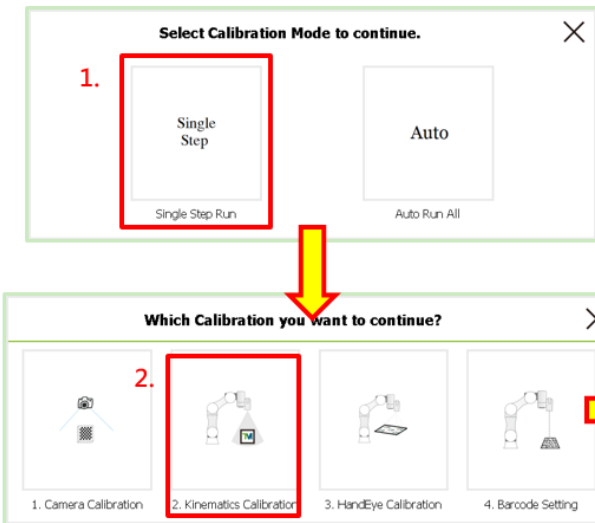 Select Calibration Mode to continue.
1.
Single
Step
Auto
Single Step Run
Auto Run All
Which Calibration you want to continue?
2.
TM
1. Camera Calibration
2. Kinematics Calibration
3. HandEye Calibration
4. Barcode Setting